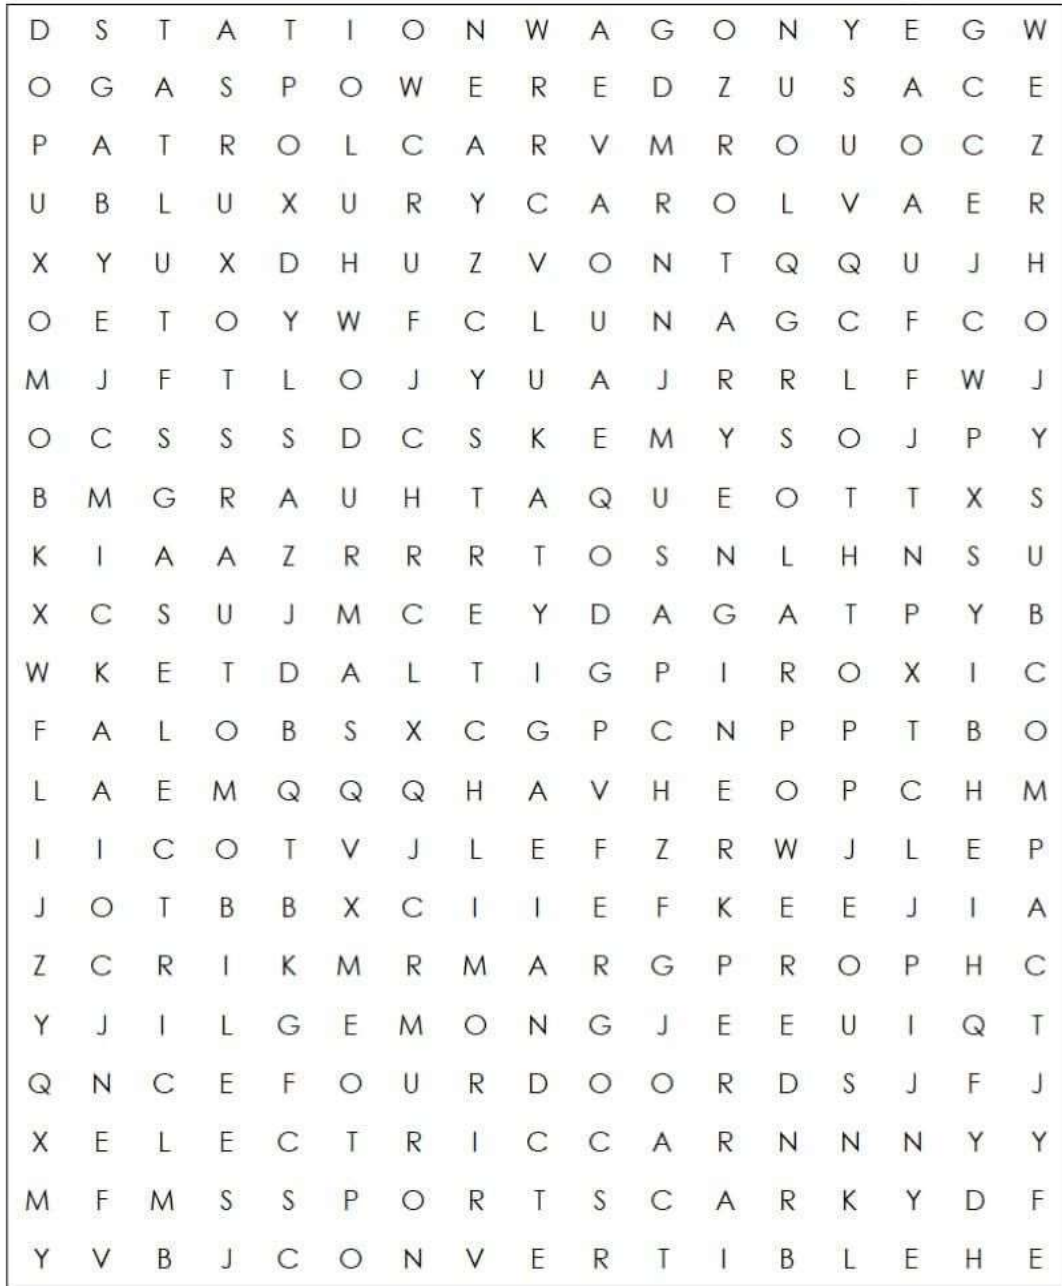 D S T A T I O N W A G O N Y E G W
O G A S P O W E R E D Z U S A C E
P A T R O L C A R V M R O U O C Z
U B L U X U R Y C A R O L V A E R
X Y U X D H U Z V O N T Q Q U J H
O E T O Y W F C L U N A G C F C O
M J F T L O J Y U A J R R L F W J
O C S S S D C S K E M Y S O J P Y
B M G R A U H T A Q U E O T T X S
K I A A Z R R R T O S N L H N S U
X C S U J M C E Y D A G A T P Y B
W K E T D A L T I G P I R O X I C
F A L O B S X C G P C N P P T B O
L A E M Q Q Q H A V H E O P C H M
I I C O T V J L E F Z R W J L E P
J O T B B X C I I E F K E E J I A
Z C R I K M R M A R G P R O P H C
Y J I L G E M O N G J E E U I Q T
Q N C E F O U R D O O R D S J F J
X E L E C T R I C C A R N N N Y Y
M F M S S P O R T S C A R K Y D F
Y V B J C O N V E R T I B L E H E